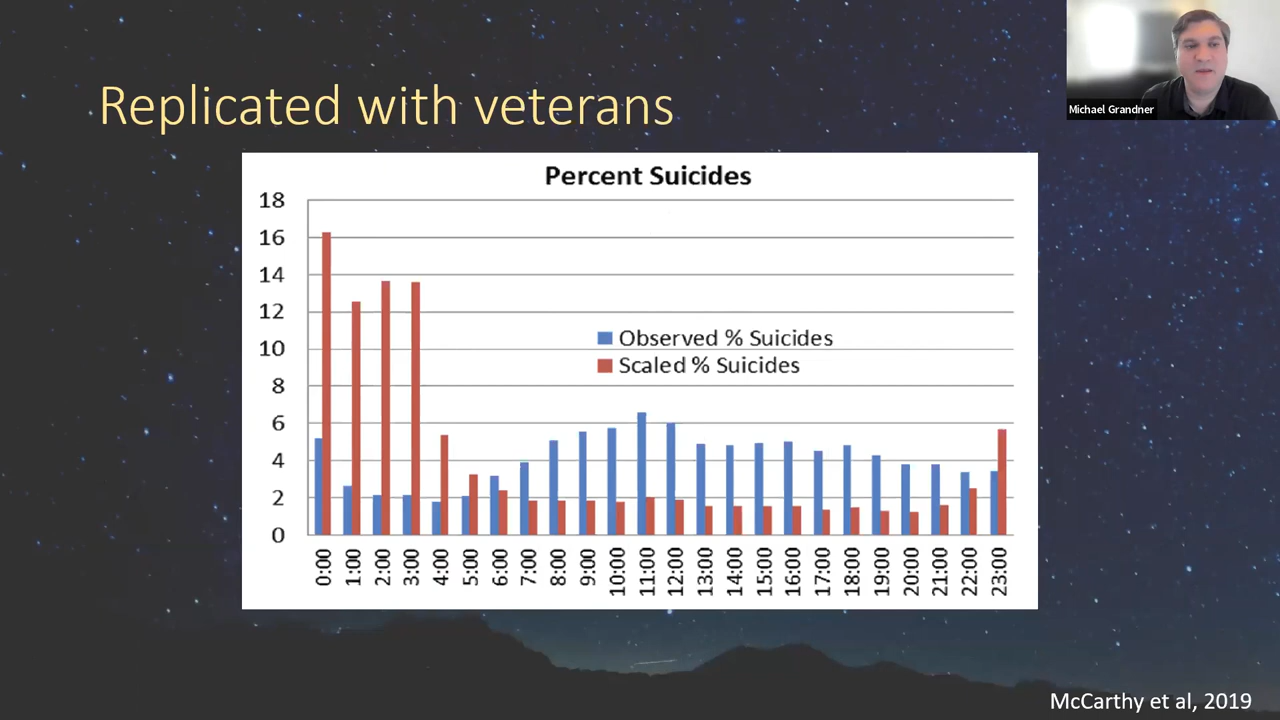 Michael Grandner
Replicated with veterans
Percent Suicides
18
16
14
12
10
8
6
4
2
0
Observed % Suicides
Scaled % Suicides
0:00 1:00 2:00 3:00 4:00 5:00 6:00 7:00 8:00 9:00 10:00 11:00 12:00 13:00 14:00 15:00 16:00 17:00 18:00 19:00 20:00 21:00 22:00 23:00
McCarthy et al, 2019